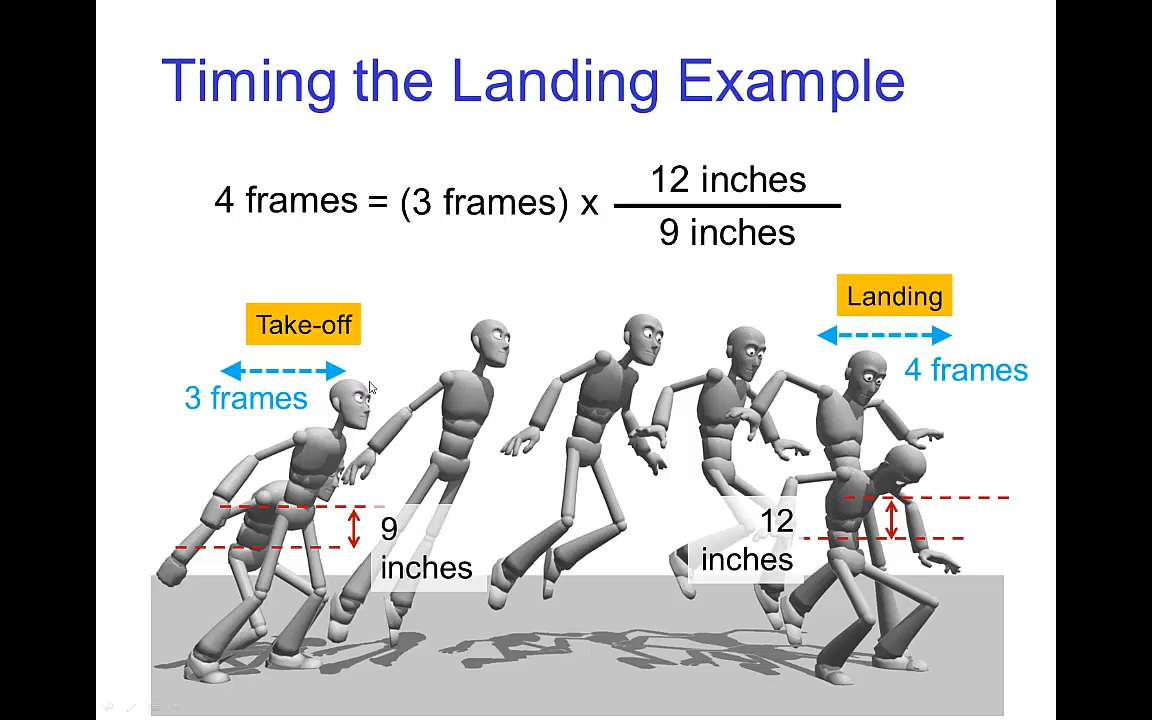 Timing the Landing Example
12 inches
4 frames = (3 frames) x
9 inches
Take-off
3 frames
Landing
4 frames
9
inches
12
inches